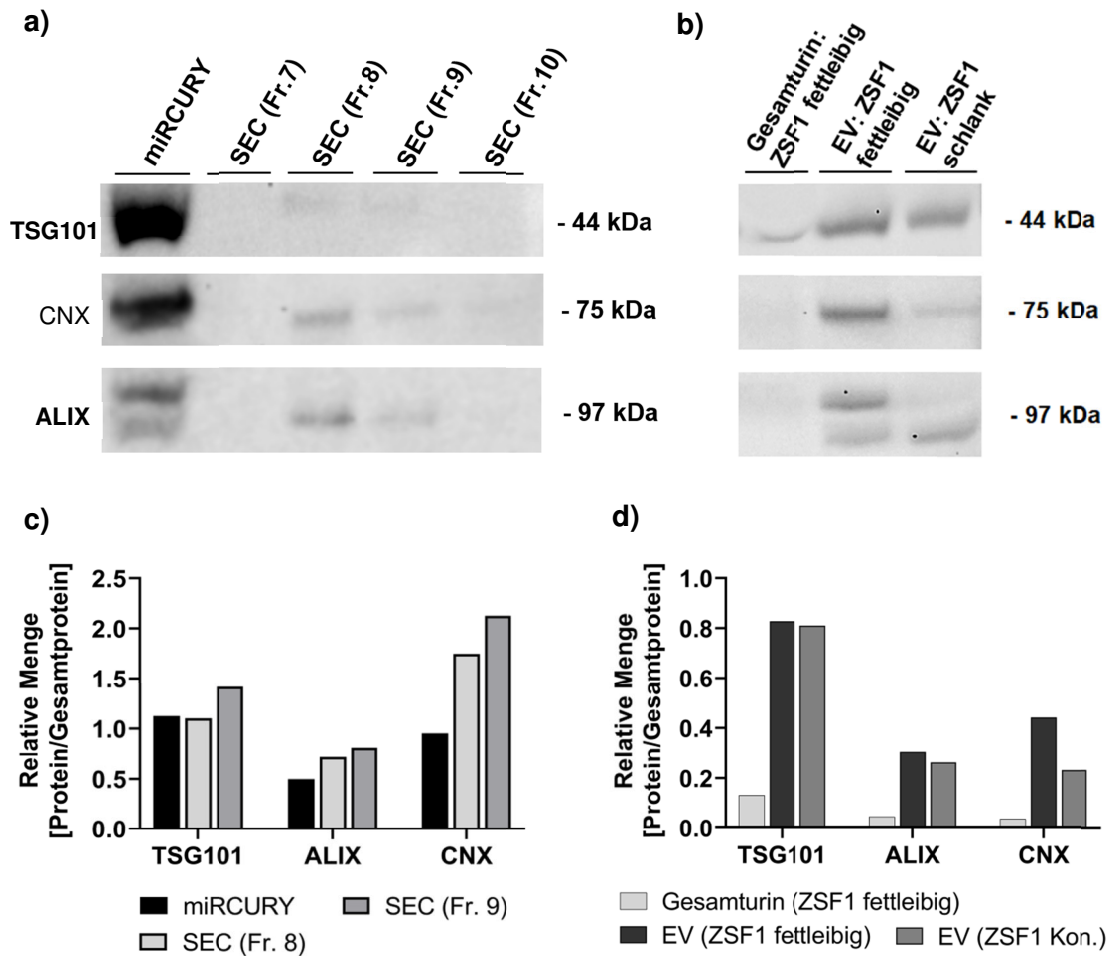 a)
miRCURY
SEC (Fr.7)
SEC (Fr.8)
SEC (Fr.9)
SEC (Fr.10)
TSG101
- 44 kDa
CNX
- 75 kDa
ALIX
- 97 kDa
b)
Gesamturin:
ZSF1 fettleibig
EV: ZSF1
fettleibig
EV: ZSF1
schlank
- 44 kDa
- 75 kDa
- 97 kDa
c)
Relative Menge
[Protein/Gesamtprotein]
2.5
2.0
1.5
1.0
0.5
0.0
TSG101
ALIX
CNX
miRCURY
SEC (Fr. 9)
SEC (Fr. 8)
d)
Relative Menge
[Protein/Gesamtprotein]
1.0
0.8
0.6
0.4
0.2
0.0
TSG101
ALIX
CNX
Gesamturin (ZSF1 fettleibig)
EV (ZSF1 fettleibig)
EV (ZSF1 Kon.)